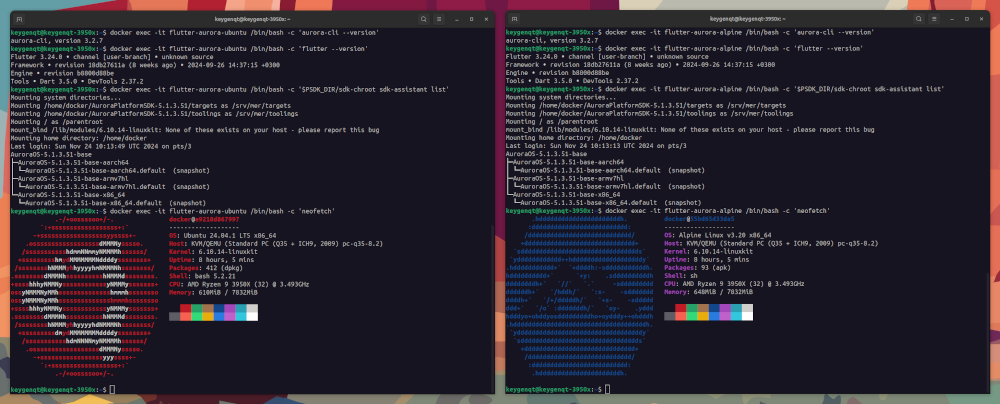 keygenqt@keygenqt-3950x: ~
keygenqt@keygenqt-3950x:~$ docker exec -it flutter-aurora-ubuntu /bin/bash -c 'aurora-cli --version'
aurora-cli, version 3.2.7
keygenqt@keygenqt-3950x:~$ docker exec -it flutter-aurora-ubuntu /bin/bash -c 'flutter --version'
Flutter 3.24.0 • channel [user-branch] • unknown source
Framework • revision 18db27611a (8 weeks ago) • 2024-09-26 14:37:15 +0300
Engine • revision b8800d88be
Tools • Dart 3.5.0 • DevTools 2.37.2
keygenqt@keygenqt-3950x:~$ docker exec -it flutter-aurora-ubuntu /bin/bash -c '$PSDK_DIR/sdk-chroot sdk-assistant list'
Mounting system directories...
Mounting /home/docker/AuroraPlatformSDK-5.1.3.51/targets as /srv/mer/targets
Mounting /home/docker/AuroraPlatformSDK-5.1.3.51/toolings as /srv/mer/toolings
Mounting / as /parentroot
mount_bind /lib/modules/6.10.14-linuxkit: None of these exists on your host - please report this bug
Mounting home directory: /home/docker
Last login: Sun Nov 24 10:13:49 UTC 2024 on pts/3
AuroraOS-5.1.3.51-base
├─AuroraOS-5.1.3.51-base-aarch64
│ └─AuroraOS-5.1.3.51-base-aarch64.default (snapshot)
├─AuroraOS-5.1.3.51-base-armv7hl
│ └─AuroraOS-5.1.3.51-base-armv7hl.default (snapshot)
└─AuroraOS-5.1.3.51-base-x86_64
  └─AuroraOS-5.1.3.51-base-x86_64.default (snapshot)
keygenqt@keygenqt-3950x:~$ docker exec -it flutter-aurora-ubuntu /bin/bash -c 'neofetch'
-------------------
OS: Ubuntu 24.04.1 LTS x86_64
Host: KVM/QEMU (Standard PC (Q35 + ICH9, 2009) pc-q35-8.2)
Kernel: 6.10.14-linuxkit
Uptime: 8 hours, 5 mins
Packages: 412 (dpkg)
Shell: bash 5.2.21
CPU: AMD Ryzen 9 3950X (32) @ 3.493GHz
Memory: 610MiB / 7832MiB
keygenqt@keygenqt-3950x:~$
keygenqt@keygenqt-3950x: ~
keygenqt@keygenqt-3950x:~$ docker exec -it flutter-aurora-alpine /bin/bash -c 'aurora-cli --version'
aurora-cli, version 3.2.7
keygenqt@keygenqt-3950x:~$ docker exec -it flutter-aurora-alpine /bin/bash -c 'flutter --version'
Flutter 3.24.0 • channel [user-branch] • unknown source
Framework • revision 18db27611a (8 weeks ago) • 2024-09-26 14:37:15 +0300
Engine • revision b8800d88be
Tools • Dart 3.5.0 • DevTools 2.37.2
keygenqt@keygenqt-3950x:~$ docker exec -it flutter-aurora-alpine /bin/bash -c '$PSDK_DIR/sdk-chroot sdk-assistant list'
Mounting system directories...
Mounting /home/docker/AuroraPlatformSDK-5.1.3.51/targets as /srv/mer/targets
Mounting /home/docker/AuroraPlatformSDK-5.1.3.51/toolings as /srv/mer/toolings
Mounting / as /parentroot
mount_bind /lib/modules/6.10.14-linuxkit: None of these exists on your host - please report this bug
Mounting home directory: /home/docker
Last login: Sun Nov 24 10:13:13 UTC 2024 on pts/3
AuroraOS-5.1.3.51-base
├─AuroraOS-5.1.3.51-base-aarch64
│ └─AuroraOS-5.1.3.51-base-aarch64.default (snapshot)
├─AuroraOS-5.1.3.51-base-armv7hl
│ └─AuroraOS-5.1.3.51-base-armv7hl.default (snapshot)
└─AuroraOS-5.1.3.51-base-x86_64
  └─AuroraOS-5.1.3.51-base-x86_64.default (snapshot)
keygenqt@keygenqt-3950x:~$ docker exec -it flutter-aurora-alpine /bin/bash -c 'neofetch'
-------------------
OS: Alpine Linux v3.20 x86_64
Host: KVM/QEMU (Standard PC (Q35 + ICH9, 2009) pc-q35-8.2)
Kernel: 6.10.14-linuxkit
Uptime: 8 hours, 5 mins
Packages: 93 (apk)
Shell: sh
CPU: AMD Ryzen 9 3950X (32) @ 3.493GHz
Memory: 648MiB / 7832MiB
keygenqt@keygenqt-3950x:~$